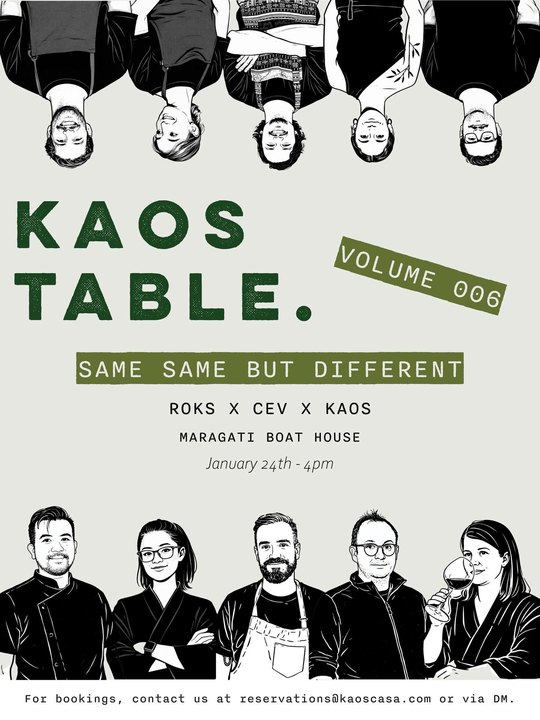 KAOS
TABLE.
VOLUME 006
SAME SAME BUT DIFFERENT
ROKS X CEV X KAOS
MARAGATI BOAT HOUSE
January 24th - 4pm
For bookings, contact us at reservations@kaoscasa.com or via DM.